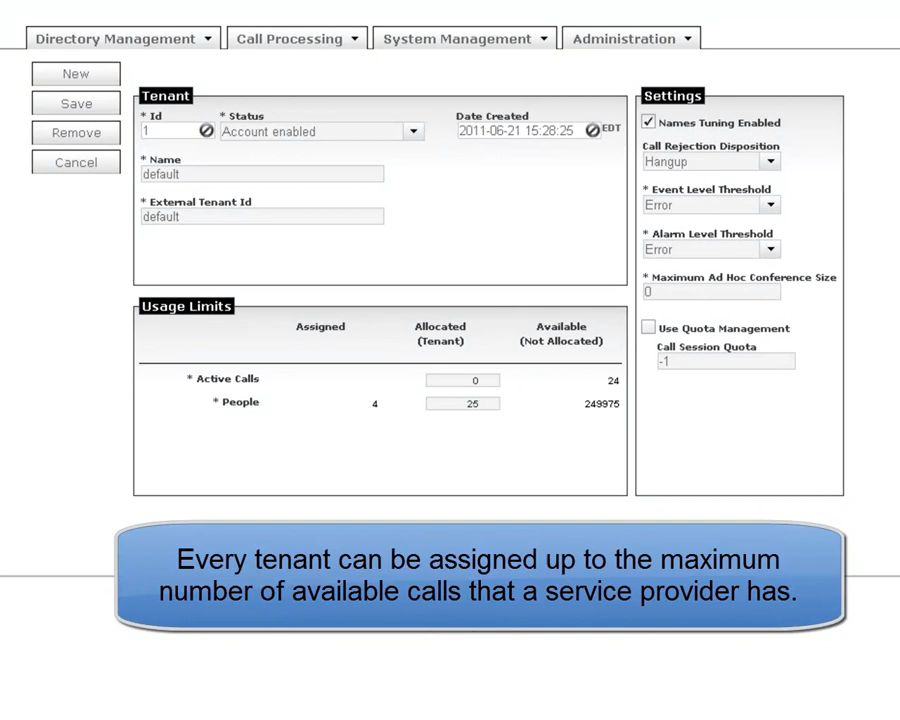 Directory Management
Call Processing
System Management
Administration
New
Save
Remove
Cancel
Tenant
* Id
* Status
Date Created
1
Account enabled
2011-06-21 15:28:25
EDT
* Name
default
* External Tenant Id
default
Usage Limits
Assigned
Allocated
(Tenant)
Available
(Not Allocated)
* Active Calls
0
24
* People
4
25
249975
Settings
Names Tuning Enabled
Call Rejection Disposition
Hangup
* Event Level Threshold
Error
* Alarm Level Threshold
Error
* Maximum Ad Hoc Conference Size
0
Use Quota Management
Call Session Quota
-1
Every tenant can be assigned up to the maximum
number of available calls that a service provider has.